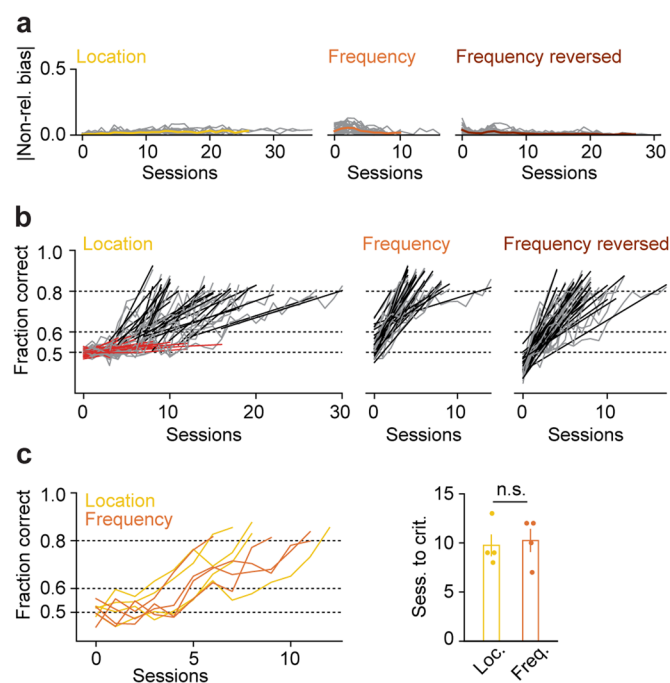 a
Location Frequency Frequency reversed
|Non-rel. bias|
0.5
0.0
0 10 20 30 0 10 0 10 20 30
Sessions Sessions Sessions
b
Location Frequency Frequency reversed
Fraction correct
1.0
0.8
0.6
0.5
0 10 20 30 0 10 0 10
Sessions Sessions Sessions
c
Location
Frequency
Fraction correct
1.0
0.8
0.6
0.5
0 5 10
Sessions
n.s.
Sess. to crit.
15
10
5
0
Loc. Freq.